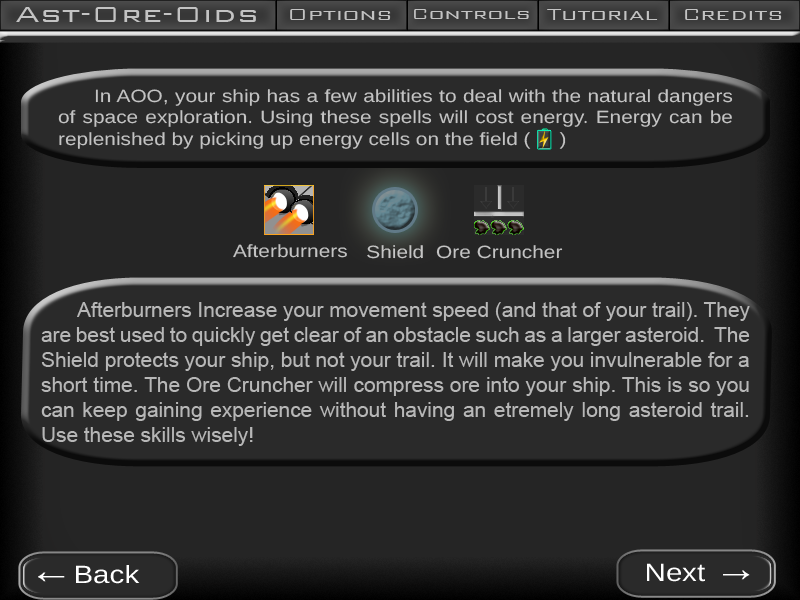 AST-ORE-OIDS OPTIONS CONTROLS TUTORIAL CREDITS
In AOO, your ship has a few abilities to deal with the natural dangers
of space exploration. Using these spells will cost energy. Energy can be
replenished by picking up energy cells on the field ( )
Afterburners Shield Ore Cruncher
Afterburners Increase your movement speed (and that of your trail). They
are best used to quickly get clear of an obstacle such as a larger asteroid. The
Shield protects your ship, but not your trail. It will make you invulnerable for a
short time. The Ore Cruncher will compress ore into your ship. This is so you
can keep gaining experience without having an etremely long asteroid trail.
Use these skills wisely!
← Back Next →